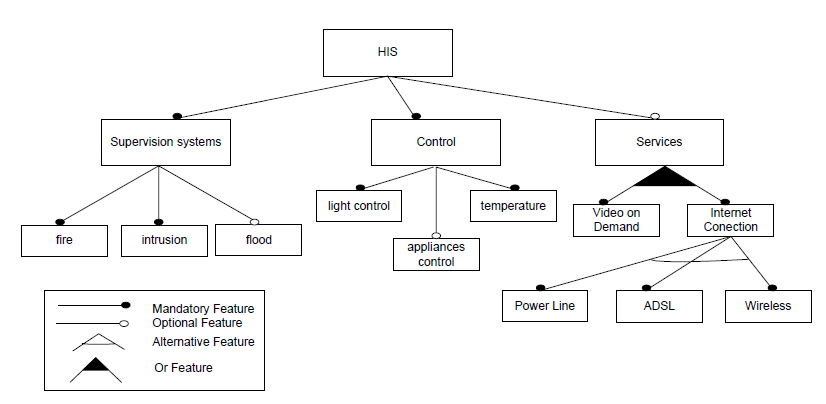 HIS
Supervision systems
Control
Services
light control
temperature
Video on
Demand
Internet
Conection
fire
intrusion
flood
appliances
control
Power Line
ADSL
Wireless
Mandatory Feature
Optional Feature
Alternative Feature
Or Feature